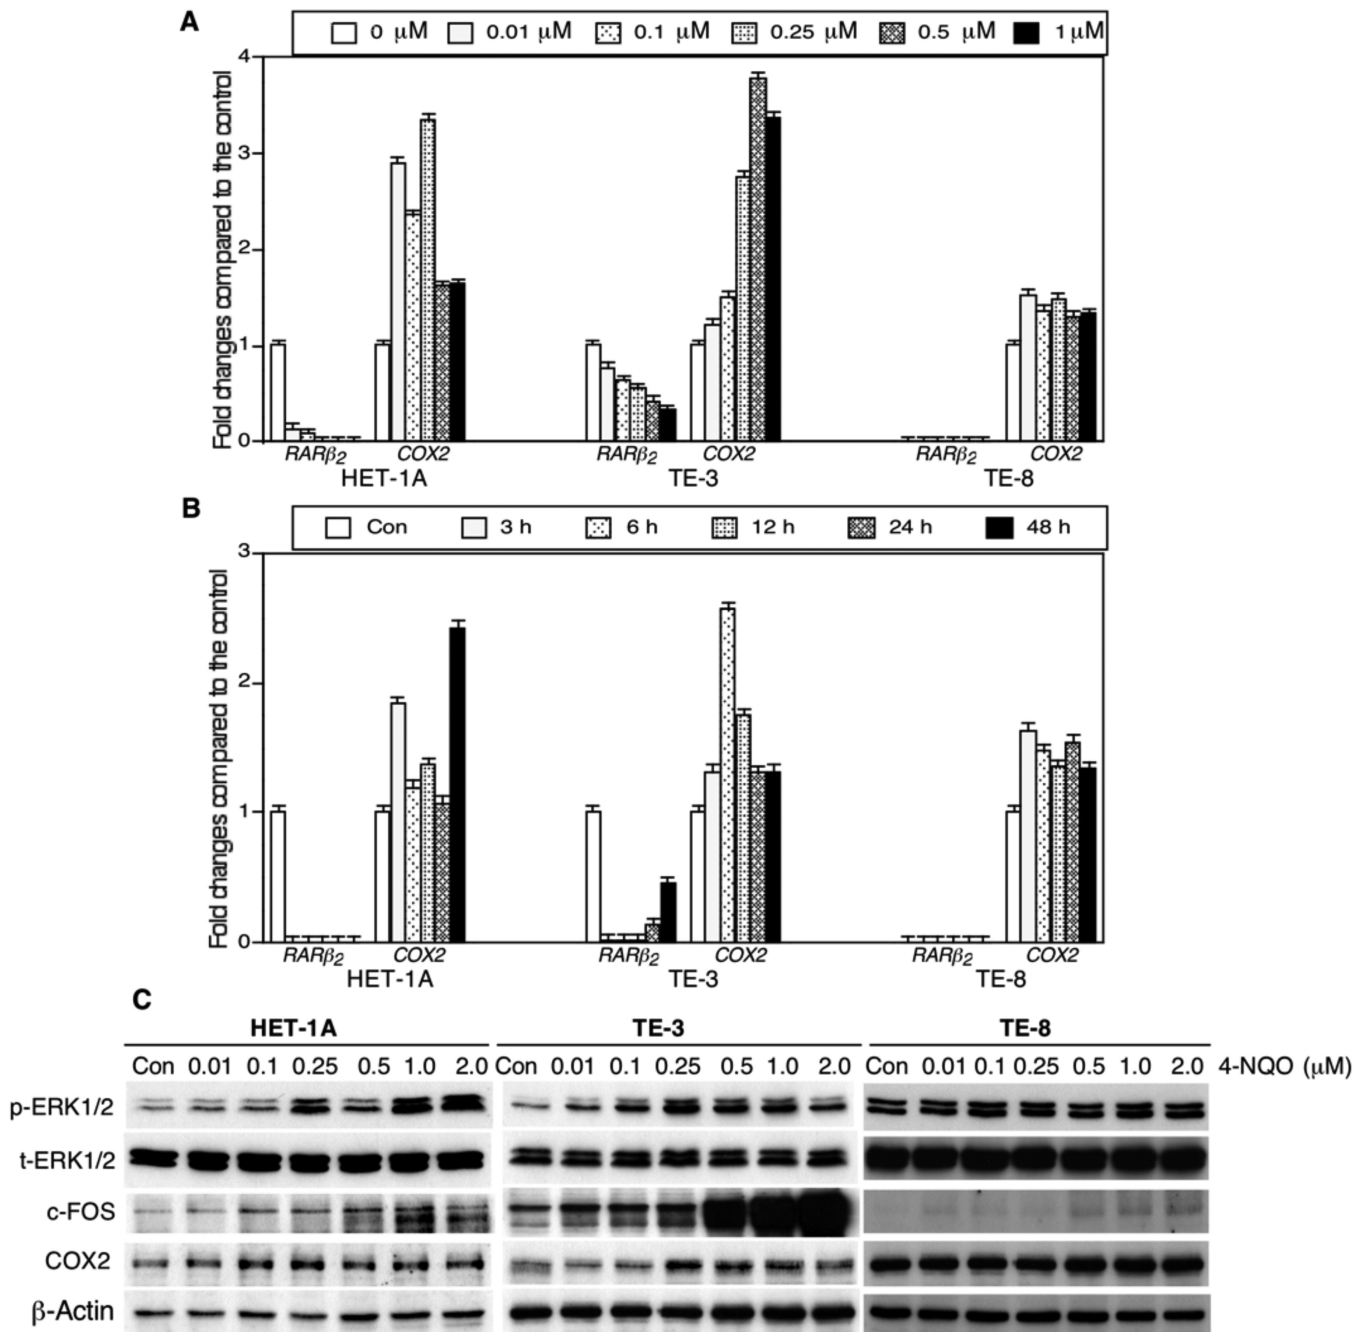 A
0 μM 0.01 μM 0.1 μM 0.25 μM 0.5 μM 1 μM
Fold changes compared to the control
4
3
2
1
0
RARβ2 COX2 RARβ2 COX2 RARβ2 COX2
HET-1A TE-3 TE-8
B
Con 3 h 6 h 12 h 24 h 48 h
Fold changes compared to the control
3
2
1
0
RARβ2 COX2 RARβ2 COX2 RARβ2 COX2
HET-1A TE-3 TE-8
C
HET-1A TE-3 TE-8
Con 0.01 0.1 0.25 0.5 1.0 2.0 Con 0.01 0.1 0.25 0.5 1.0 2.0 Con 0.01 0.1 0.25 0.5 1.0 2.0 4-NQO (μM)
p-ERK1/2
t-ERK1/2
c-FOS
COX2
β-Actin